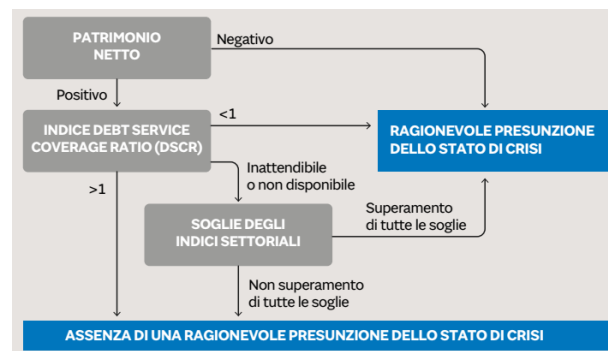 PATRIMONIO
NETTO
Negativo
Positivo
INDICE DEBT SERVICE
COVERAGE RATIO (DSCR)
<1
RAGIONEVOLE PRESUNZIONE
DELLO STATO DI CRISI
>1
Inattendibile
o non disponibile
SOGLIE DEGLI
INDICI SETTORIALI
Superamento
di tutte le soglie
Non superamento
di tutte le soglie
ASSENZA DI UNA RAGIONEVOLE PRESUNZIONE DELLO STATO DI CRISI